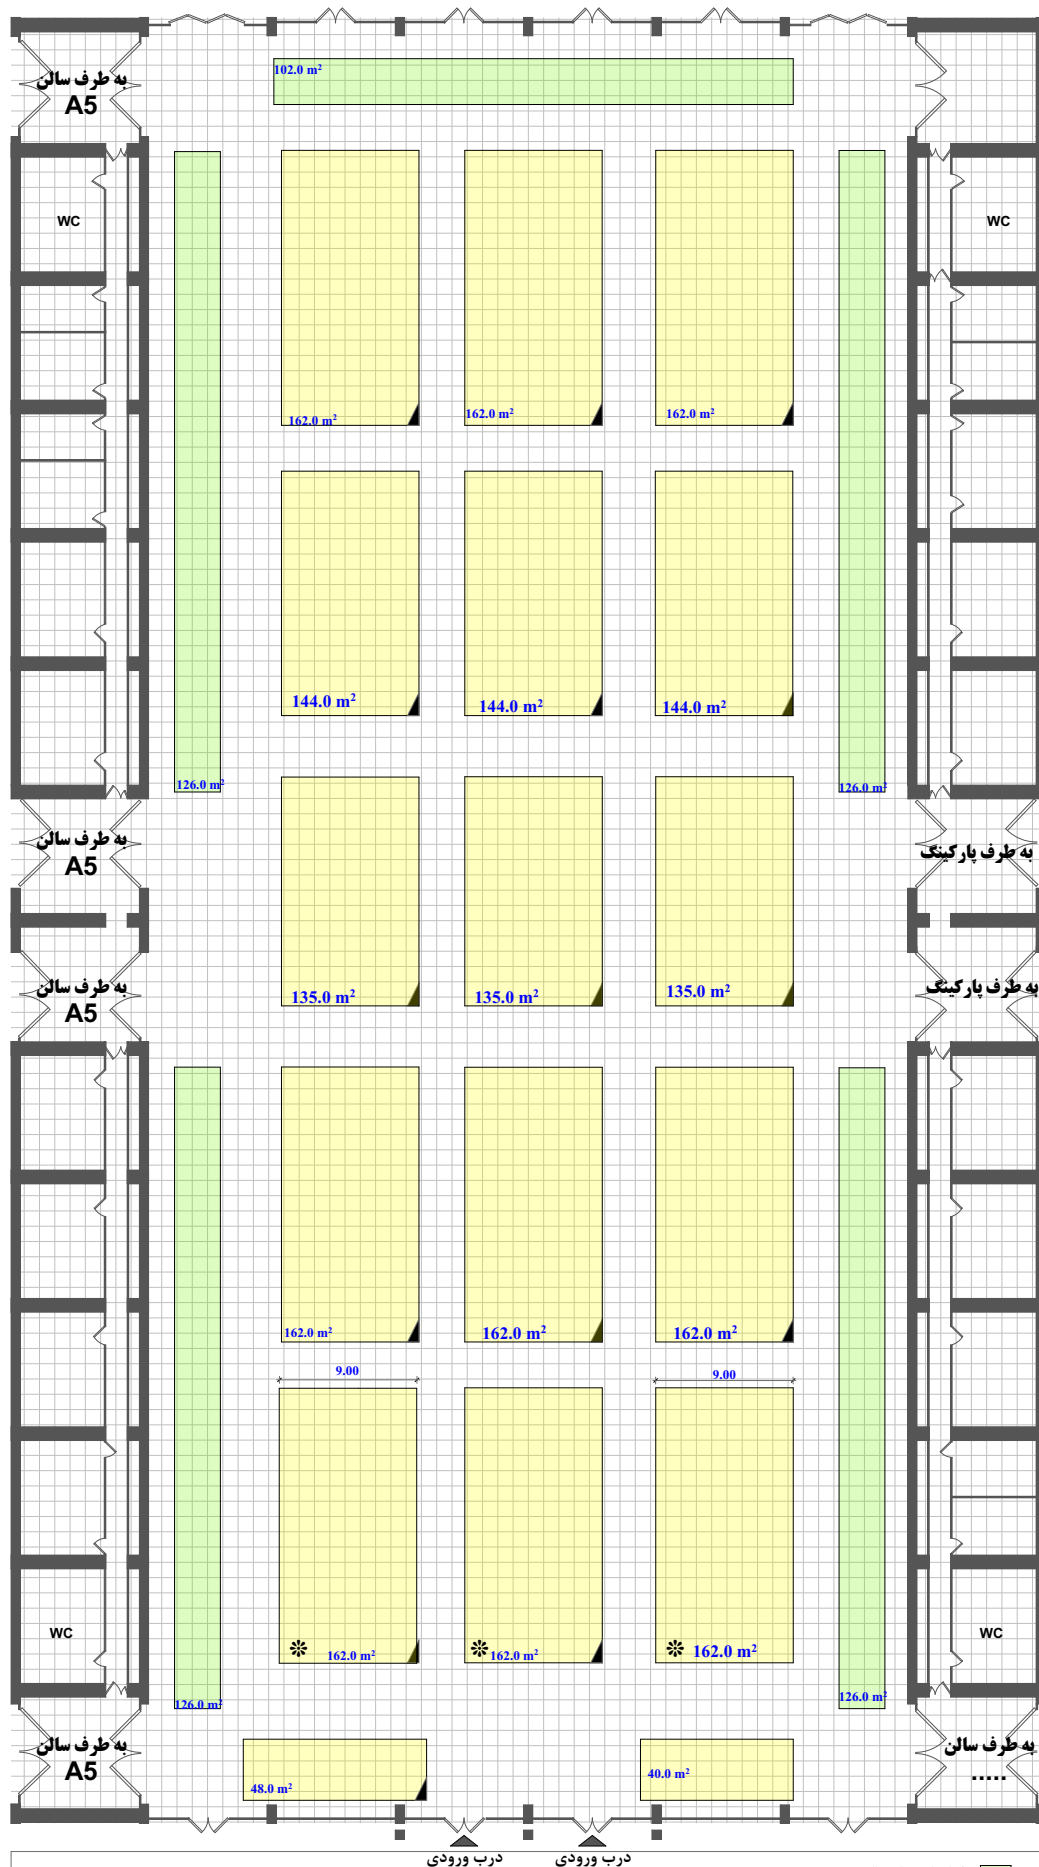 102.0 m²
به طرف سالن
A5
WC
WC
162.0 m²
162.0 m²
162.0 m²
144.0 m²
144.0 m²
144.0 m²
126.0 m²
126.0 m²
به طرف سالن
A5
به طرف پارکینگ
135.0 m²
135.0 m²
135.0 m²
به طرف سالن
A5
به طرف پارکینگ
162.0 m²
162.0 m²
162.0 m²
9.00
9.00
WC
WC
162.0 m²
162.0 m²
162.0 m²
126.0 m²
126.0 m²
به طرف سالن
A5
به طرف سالن
.....
48.0 m²
40.0 m²
درب ورودی
درب ورودی